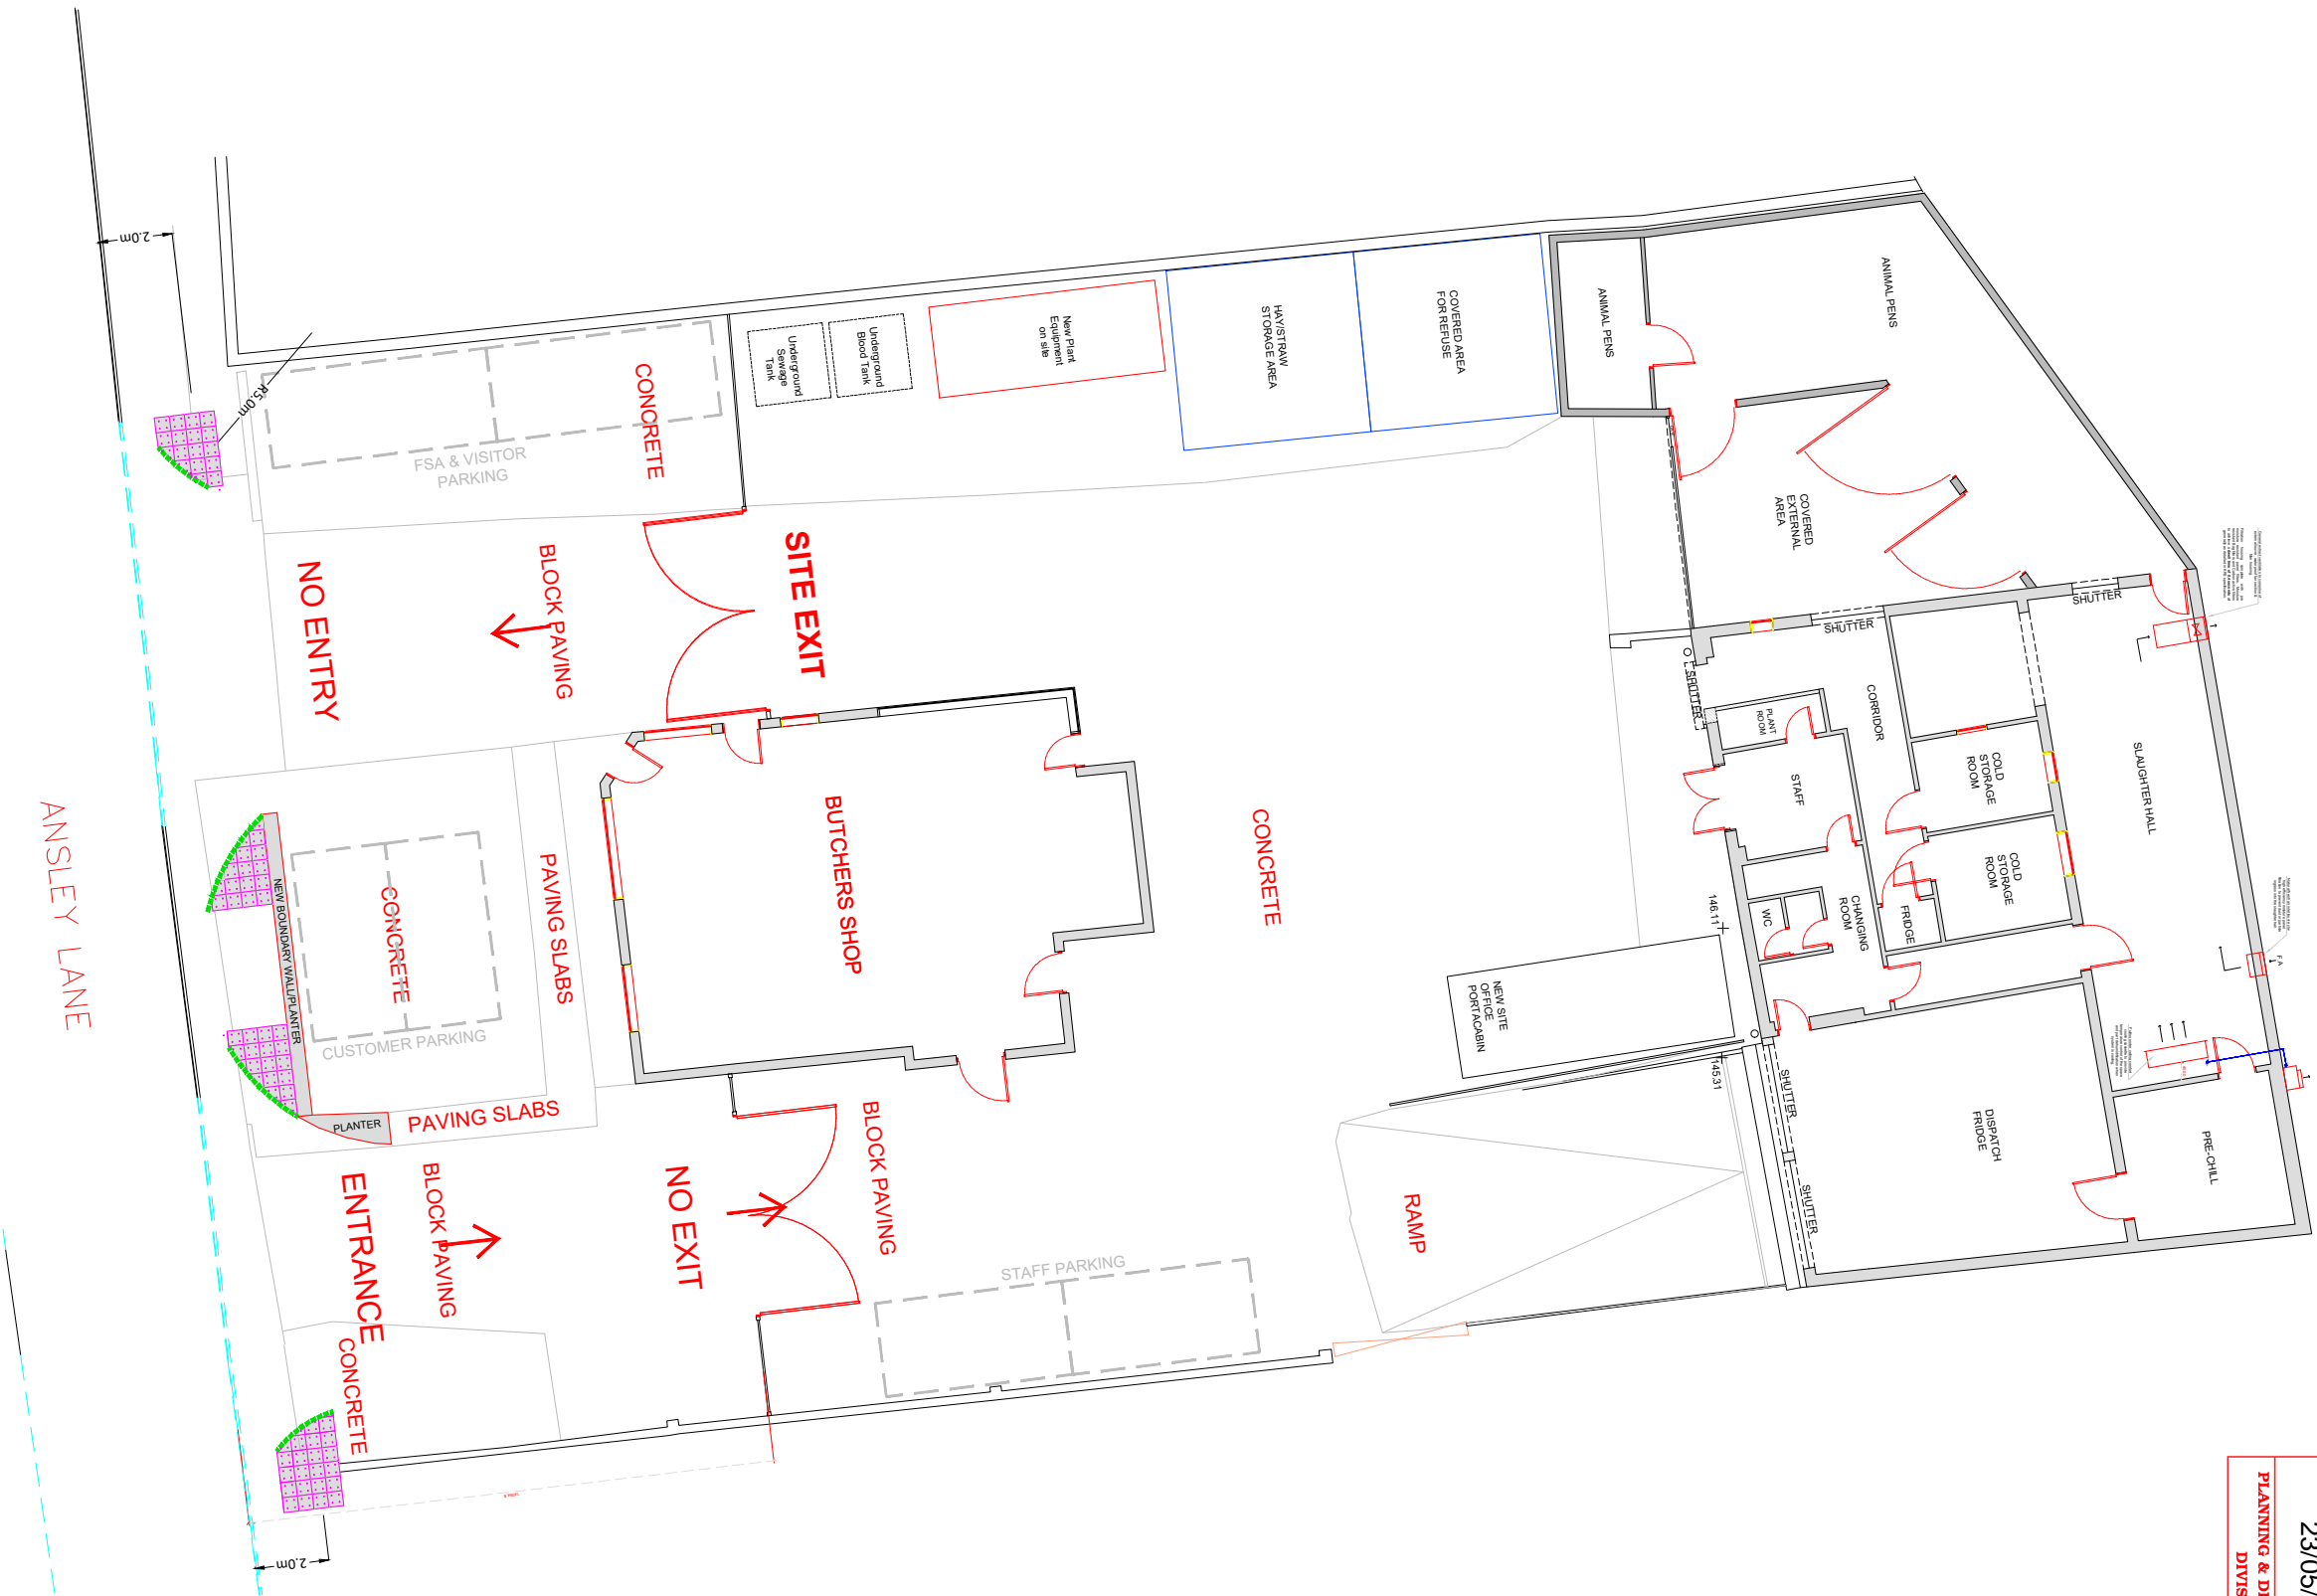 2.0m
R5.0m
FSA & VISITOR
PARKING
CONCRETE
Underground
Sewage
Tank
Underground
Blood Tank
New Plant
Equipment
on site
HAY/STRAW
STORAGE AREA
COVERED AREA
FOR REFUSE
ANIMAL PENS
ANIMAL PENS
COVERED
EXTERNAL
AREA
NO ENTRY
BLOCK PAVING
SITE EXIT
SHUTTER
SHUTTER
SHUTTER
PLANT
ROOM
CORRIDOR
STAFF
COLD
STORAGE
ROOM
SLAUGHTER HALL
COLD
STORAGE
ROOM
FRIDGE
CHANGING
ROOM
WC
146.11
145.31
ANSLEY LANE
NEW BOUNDARY WALL/PLANTER
CONCRETE
CUSTOMER PARKING
PAVING SLABS
BUTCHERS SHOP
CONCRETE
NEW SITE
OFFICE
PORTACABIN
PLANTER
PAVING SLABS
ENTRANCE
BLOCK PAVING
NO EXIT
BLOCK PAVING
STAFF PARKING
RAMP
SHUTTER
SHUTTER
DISPATCH
FRIDGE
PRE-CHILL
F.A
CONCRETE
2.0m
23/05/
PLANNING & DE
DIVIS